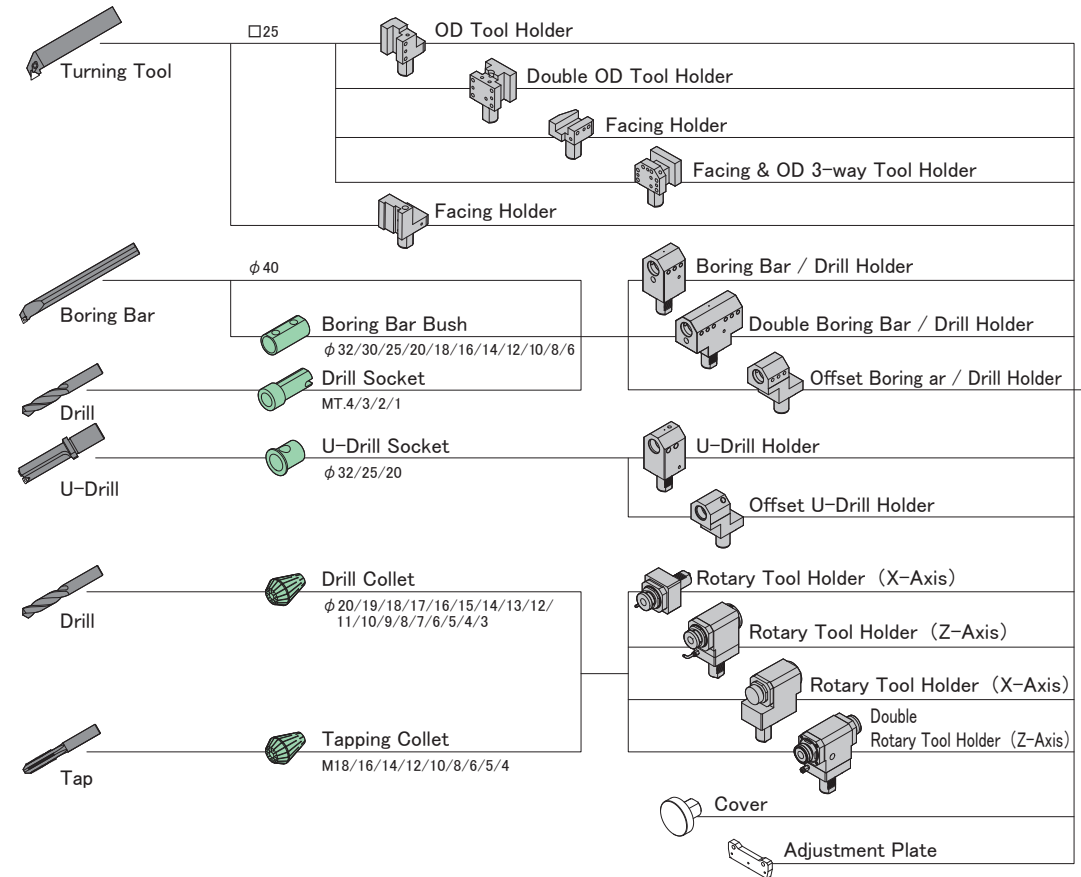 □25
OD Tool Holder
Turning Tool
Double OD Tool Holder
Facing Holder
Facing & OD 3-way Tool Holder
Facing Holder
φ40
Boring Bar / Drill Holder
Boring Bar
Boring Bar Bush
φ32/30/25/20/18/16/14/12/10/8/6
Double Boring Bar / Drill Holder
Drill Socket
MT.4/3/2/1
Offset Boring ar / Drill Holder
Drill
U-Drill Socket
φ32/25/20
U-Drill Holder
U-Drill
Offset U-Drill Holder
Drill Collet
φ20/19/18/17/16/15/14/13/12/
11/10/9/8/7/6/5/4/3
Rotary Tool Holder (X-Axis)
Drill
Rotary Tool Holder (Z-Axis)
Rotary Tool Holder (X-Axis)
Double
Rotary Tool Holder (Z-Axis)
Tapping Collet
M18/16/14/12/10/8/6/5/4
Tap
Cover
Adjustment Plate